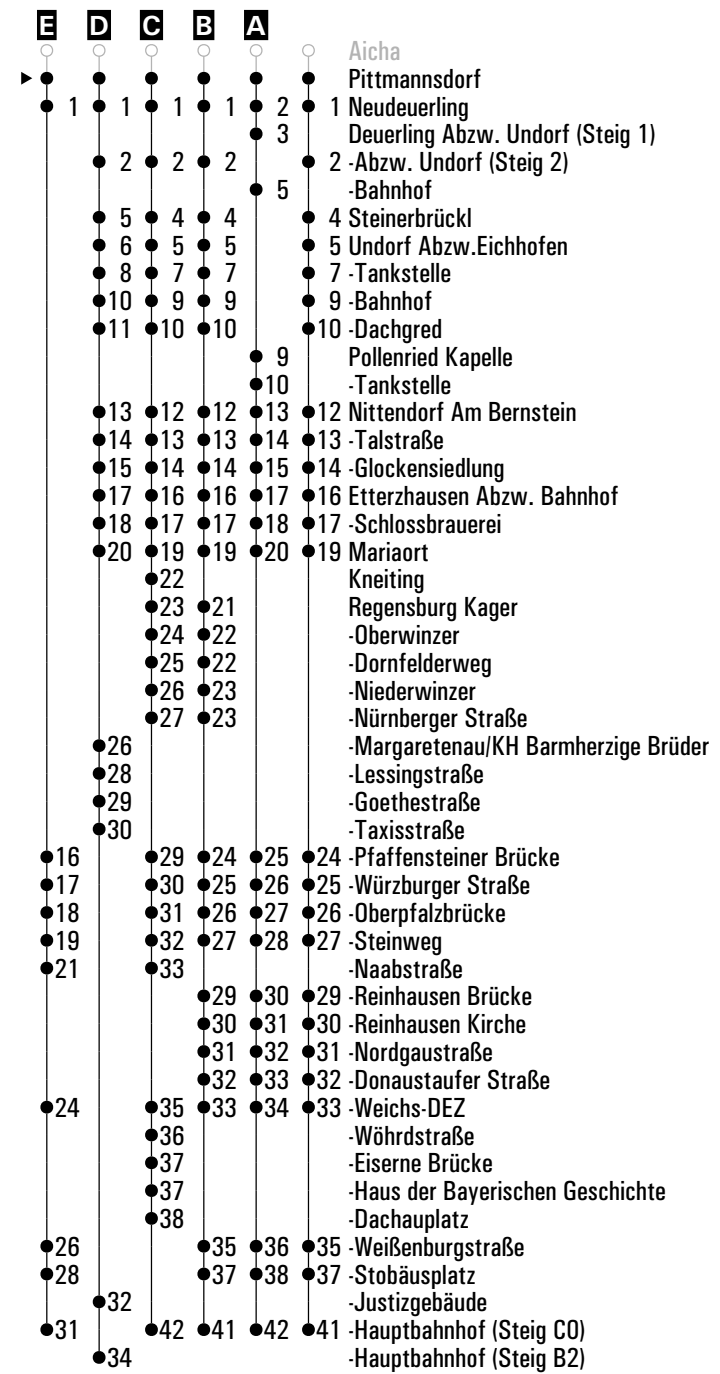 E D C B A
Aicha
Pittmannsdorf
1 1 1 1 2 1 Neudeuerling
3 Deuerling Abzw. Undorf (Steig 1)
2 2 2 2 -Abzw. Undorf (Steig 2)
5 -Bahnhof
5 4 4 4 Steinerbrückl
6 5 5 5 Undorf Abzw.Eichhofen
8 7 7 7 -Tankstelle
10 9 9 9 -Bahnhof
11 10 10 10 -Dachgred
9 Pollenried Kapelle
10 -Tankstelle
13 12 12 13 12 Nittendorf Am Bernstein
14 13 13 14 13 -Talstraße
15 14 14 15 14 -Glockensiedlung
17 16 16 17 16 Etterzhausen Abzw. Bahnhof
18 17 17 18 17 -Schlossbrauerei
20 19 19 20 19 Mariaort
22 Kneiting
23 21 Regensburg Kager
24 22 -Oberwinzer
25 22 -Dornfelderweg
26 23 -Niederwinzer
27 23 -Nürnberger Straße
26 -Margaretenau/KH Barmherzige Brüder
28 -Lessingstraße
29 -Goethestraße
30 -Taxisstraße
16 29 24 25 24 -Pfaffensteiner Brücke
17 30 25 26 25 -Würzburger Straße
18 31 26 27 26 -Oberpfalzbrücke
19 32 27 28 27 -Steinweg
21 33 -Naabstraße
29 30 29 -Reinhausen Brücke
30 31 30 -Reinhausen Kirche
31 32 31 -Nordgaustraße
32 33 32 -Donaustaufer Straße
24 35 33 34 33 -Weichs-DEZ
36 -Wöhrdstraße
37 -Eiserne Brücke
37 -Haus der Bayerischen Geschichte
38 -Dachauplatz
26 35 36 35 -Weißenburgstraße
28 37 38 37 -Stobäusplatz
32 -Justizgebäude
31 42 41 42 41 -Hauptbahnhof (Steig C0)
34 -Hauptbahnhof (Steig B2)